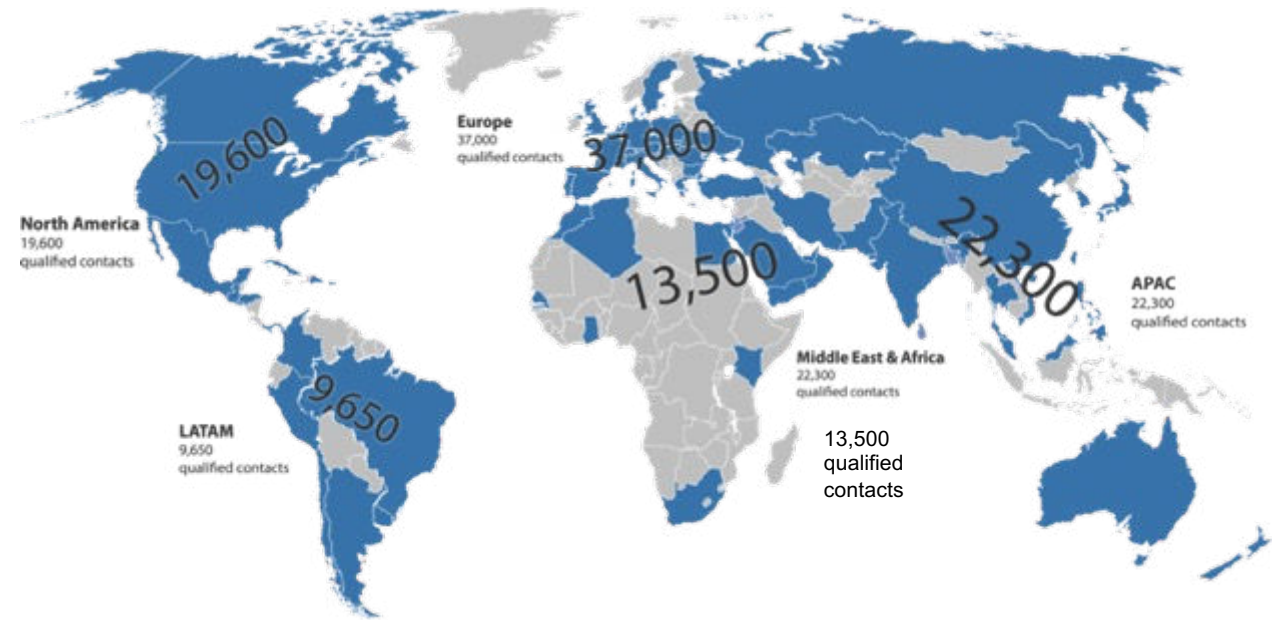 19,600
37,000
13,500
22,300
9,650
Europe
37,000
qualified contacts
North America
19,600
qualified contacts
APAC
22,300
qualified contacts
Middle East & Africa
22,300
qualified contacts
LATAM
9,650
qualified contacts
13,500
qualified
contacts